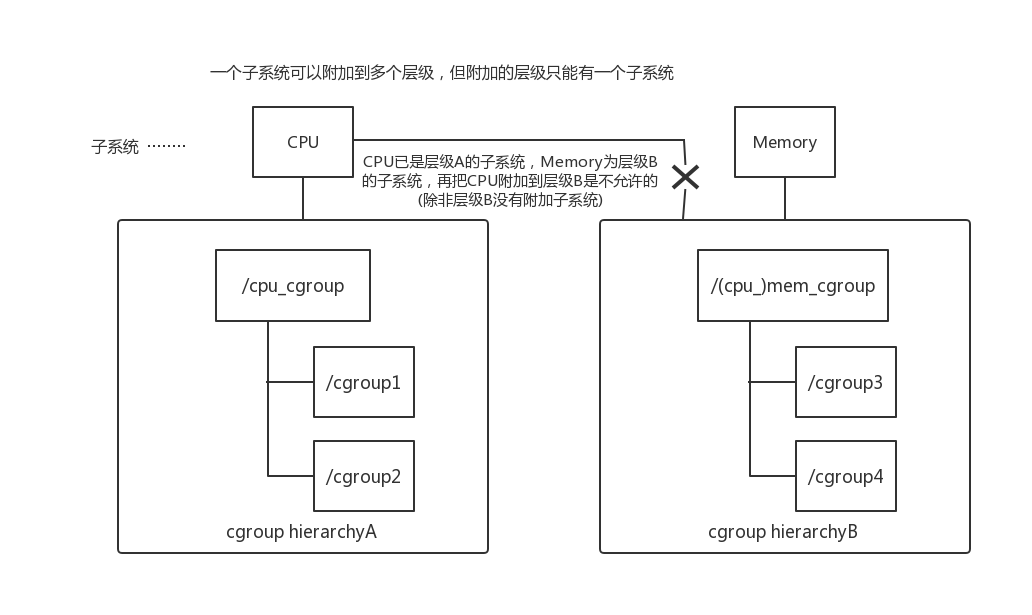 一个子系统可以附加到多个层级，但附加的层级只能有一个子系统
子系统 ········
CPU
Memory
CPU已是层级A的子系统，Memory为层级B
的子系统，再把CPU附加到层级B是不允许的
(除非层级B没有附加子系统)
/cpu_cgroup
/cgroup1
/cgroup2
cgroup hierarchyA
/(cpu_)mem_cgroup
/cgroup3
/cgroup4
cgroup hierarchyB